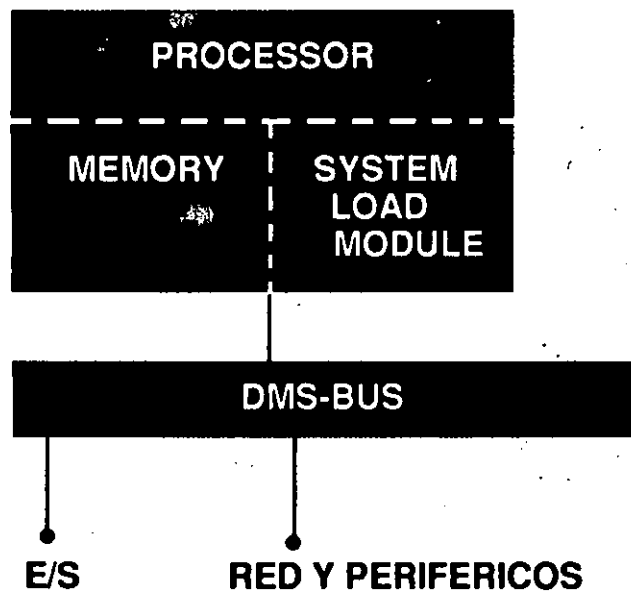 PROCESSOR
MEMORY
SYSTEM
LOAD
MODULE
DMS-BUS
E/S
RED Y PERIFERICOS